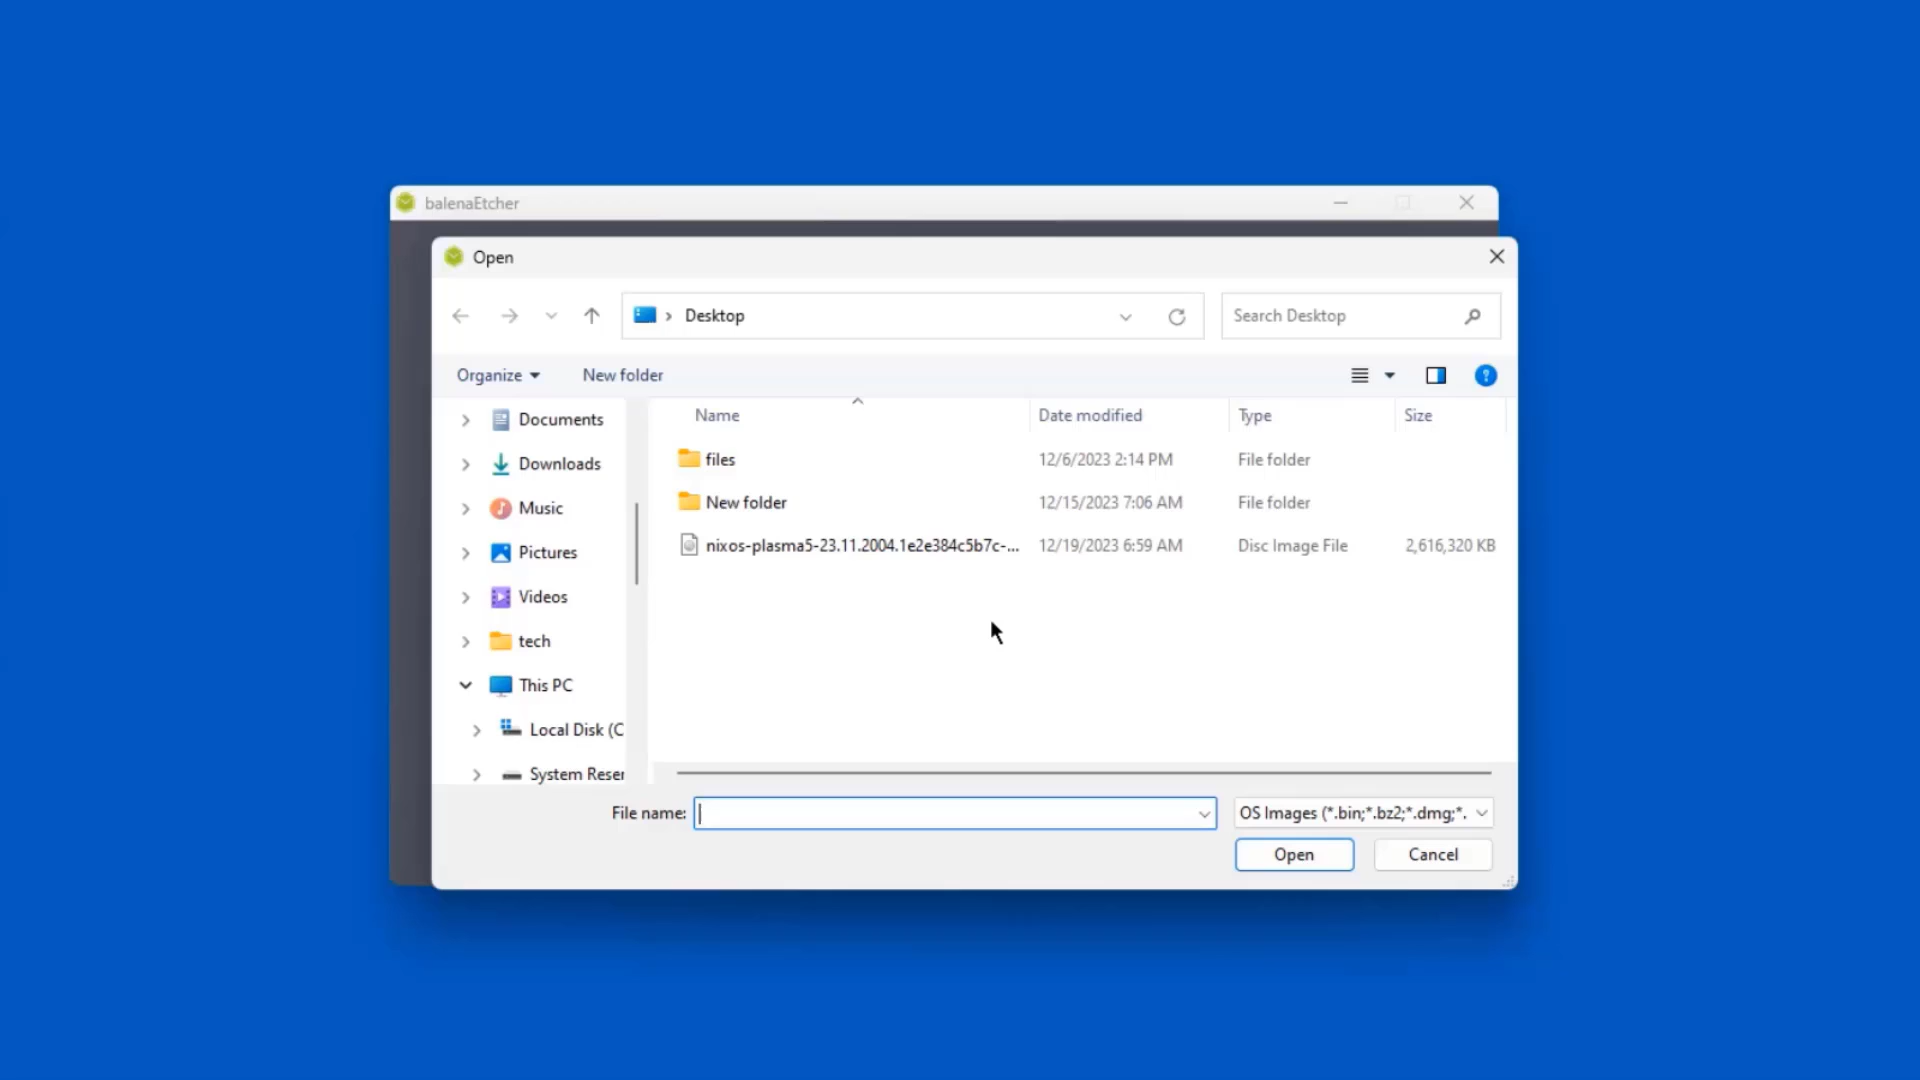 balenaEtcher
Open
Desktop
Search Desktop
Organize
New folder
Name
Date modified
Type
Size
Documents
Downloads
Music
Pictures
Videos
tech
This PC
Local Disk (C
System Reser
files 12/6/2023 2:14 PM File folder
New folder 12/15/2023 7:06 AM File folder
nixos-plasma5-23.11.2004.1e2e384c5b7c-... 12/19/2023 6:59 AM Disc Image File 2,616,320 KB
File name:
OS Images (*.bin;*.bz2;*.dmg;*.
Open
Cancel